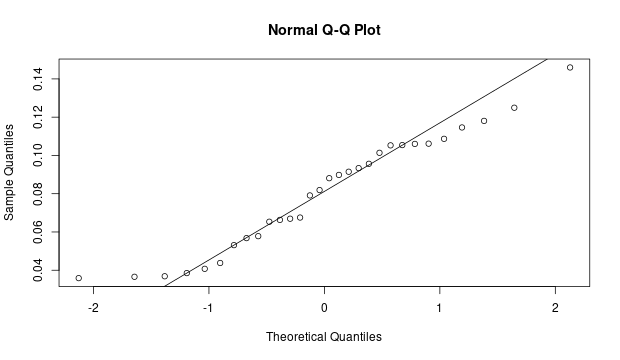 Normal Q-Q Plot
Sample Quantiles
0.14
0.12
0.10
0.08
0.06
0.04
-2 -1 0 1 2
Theoretical Quantiles